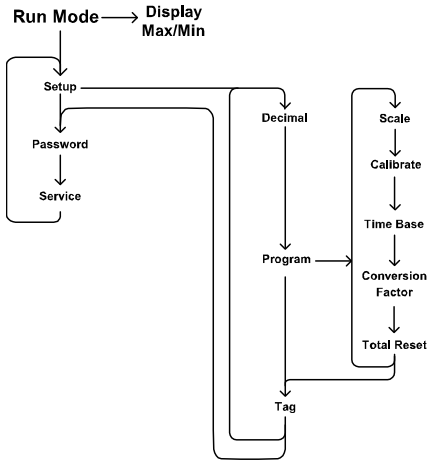 Run Mode
Display
Max/Min
Setup
Password
Service
Decimal
Program
Tag
Scale
Calibrate
Time Base
Conversion
Factor
Total Reset